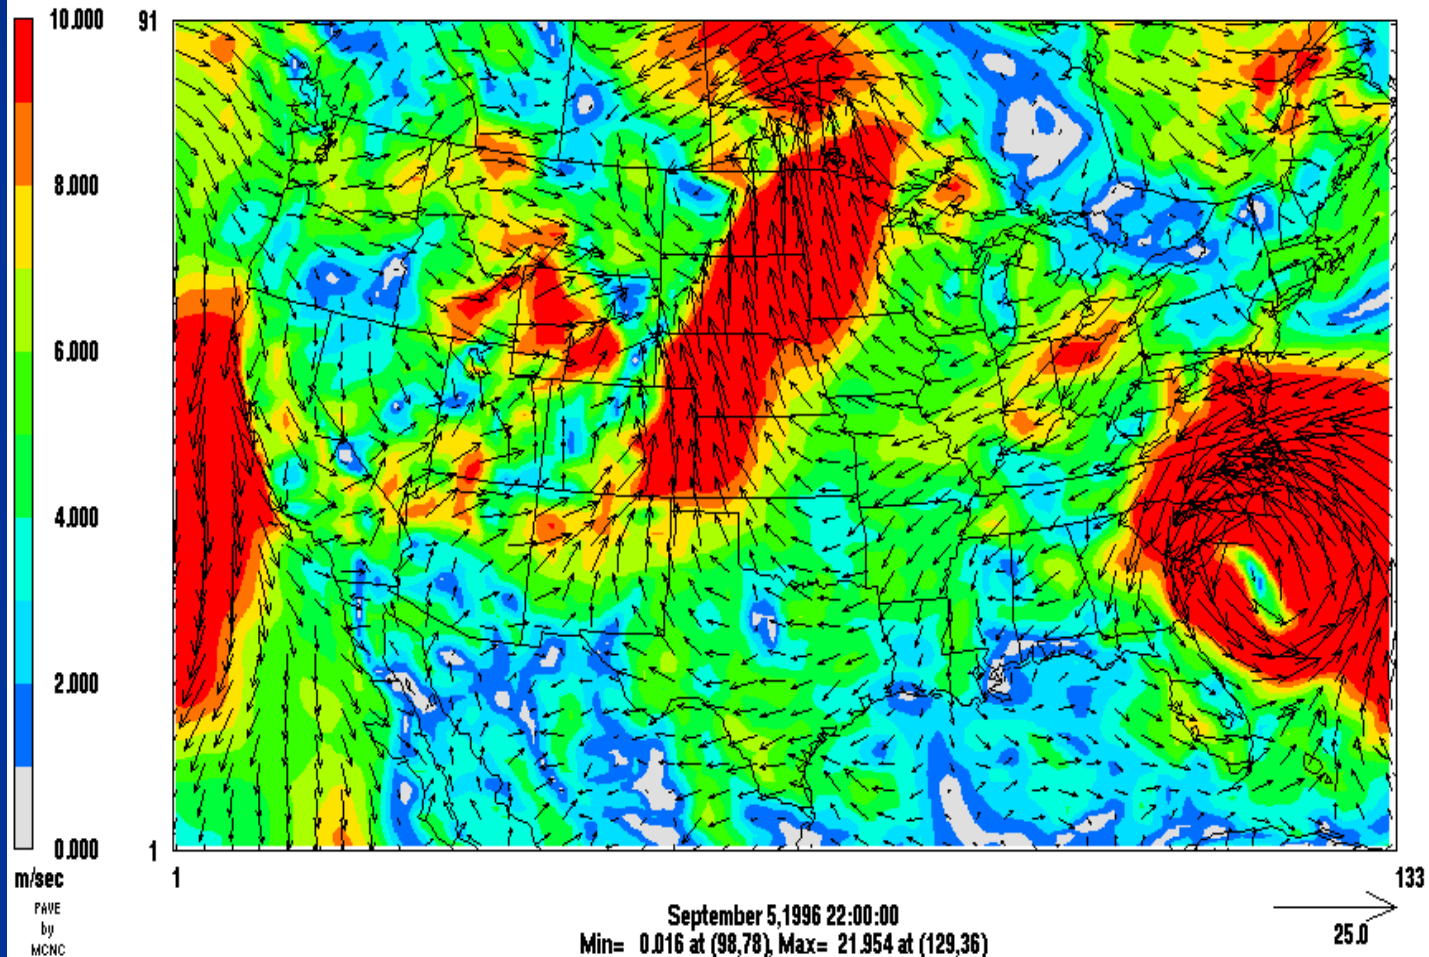 10.000
8.000
6.000
4.000
2.000
0.000
m/sec
PAVE
by
MCNC
91
1
1
133
September 5,1996 22:00:00
Min= 0.016 at (98,78), Max= 21.954 at (129,36)
25.0